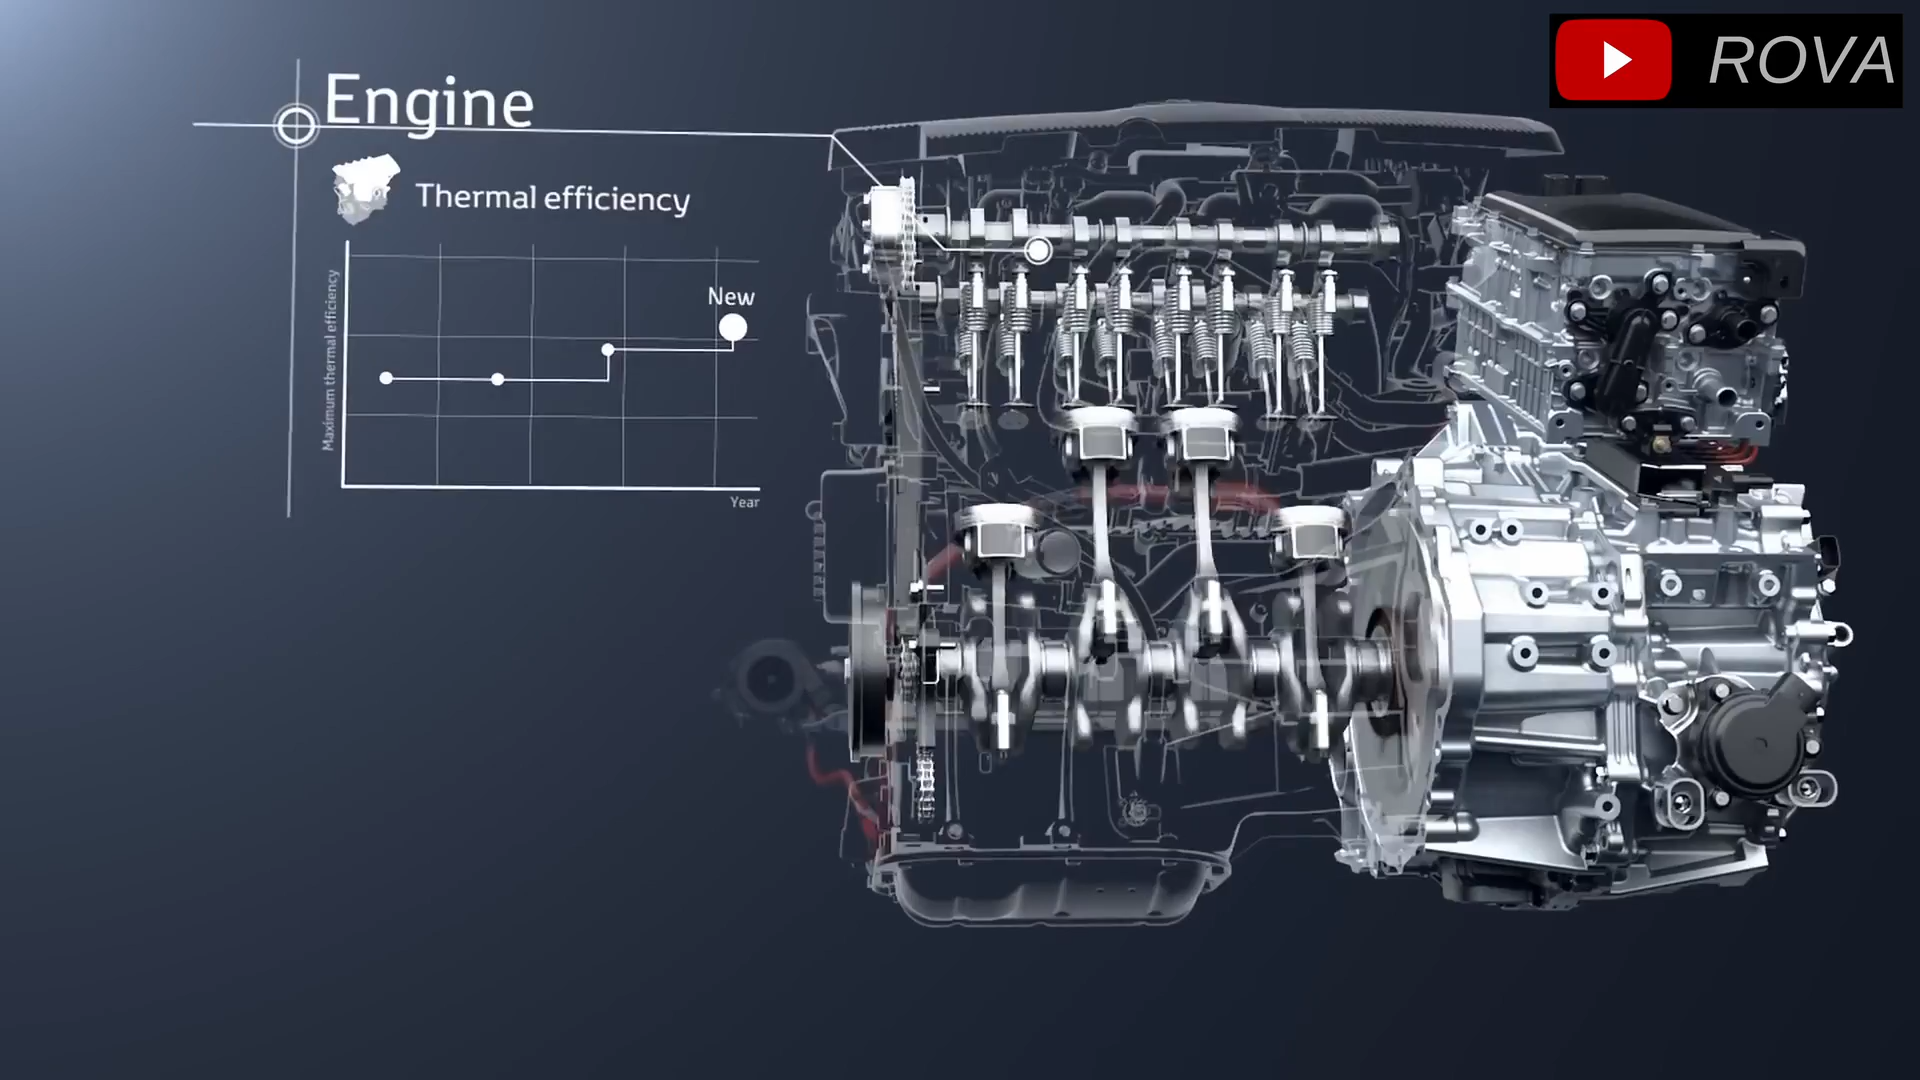 ROVA
Engine
Thermal efficiency
New
Maximum thermal efficiency
Year